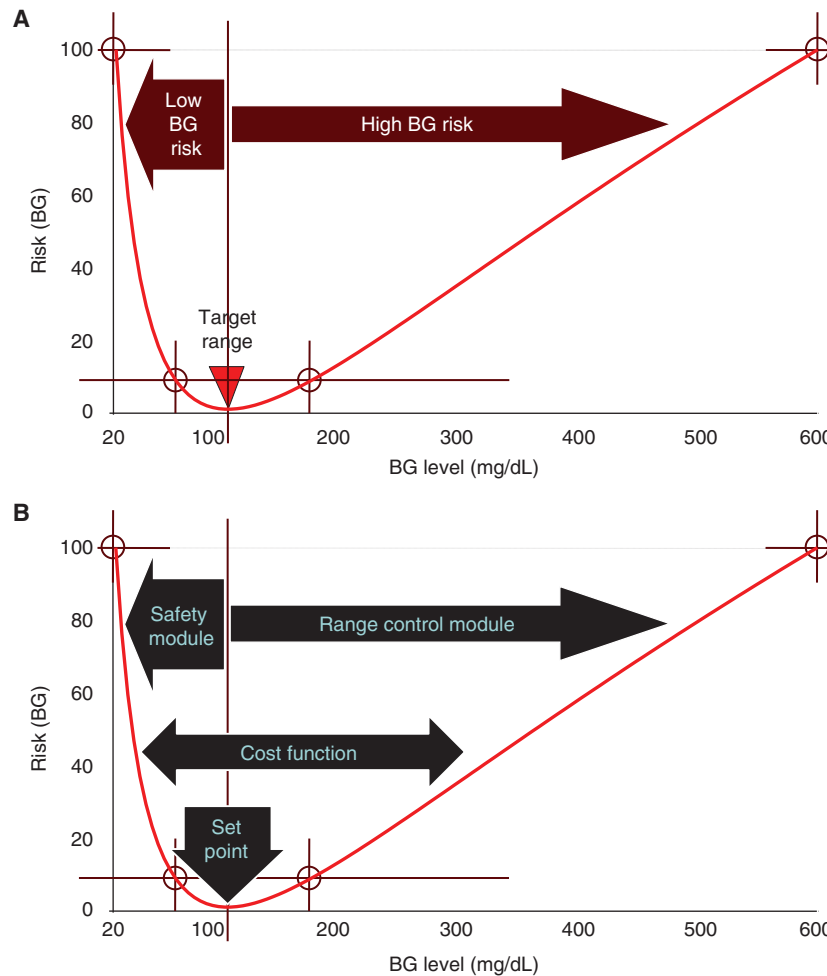 A
100
80
60
40
20
0
Risk (BG)
Low
BG
risk
High BG risk
Target
range
20
100
200
300
400
500
600
BG level (mg/dL)
B
100
80
60
40
20
0
Risk (BG)
Safety
module
Range control module
Cost function
Set
point
20
100
200
300
400
500
600
BG level (mg/dL)